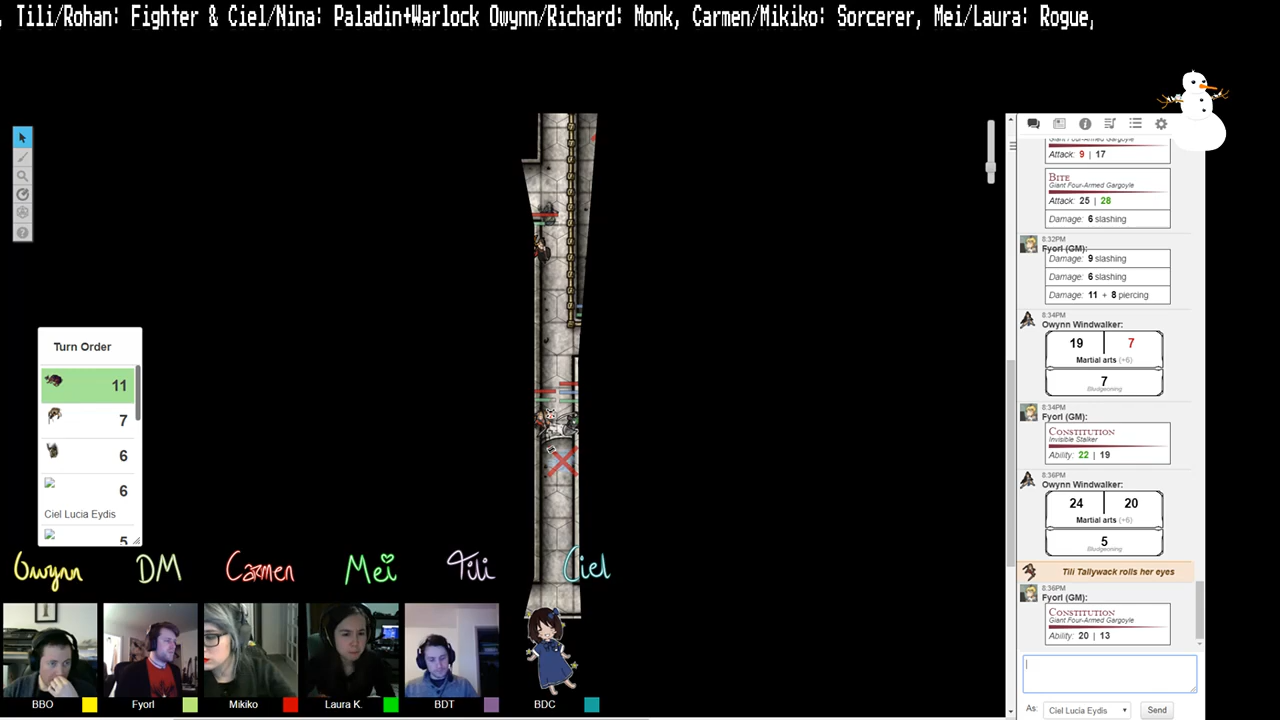 , Tili/Rohan: Fighter & Ciel/Nina: Paladin+Warlock Owynn/Richard: Monk, Carmen/Mikiko: Sorcerer, Mei/Laura: Rogue,
Giant Four-Armed Gargoyle
Attack: 9 | 17
Bite
Giant Four-Armed Gargoyle
Attack: 25 | 28
Damage: 6 slashing
8:32PM
Fyorl (GM):
Damage: 9 slashing
Damage: 6 slashing
Damage: 11 + 8 piercing
8:34PM
Owynn Windwalker:
19 7
Martial arts (+6)
7
Bludgeoning
8:34PM
Fyorl (GM):
Constitution
Invisible Stalker
Ability: 22 | 19
8:36PM
Owynn Windwalker:
24 20
Martial arts (+6)
5
Bludgeoning
Tili Tallywack rolls her eyes
8:36PM
Fyorl (GM):
Constitution
Giant Four-Armed Gargoyle
Ability: 20 | 13
As: Ciel Lucia Eydis Send
Turn Order
11
7
6
6
Ciel Lucia Eydis
5
Owynn DM Carmen Mei Tili Ciel
BBO Fyorl Mikiko Laura K. BDT BDC